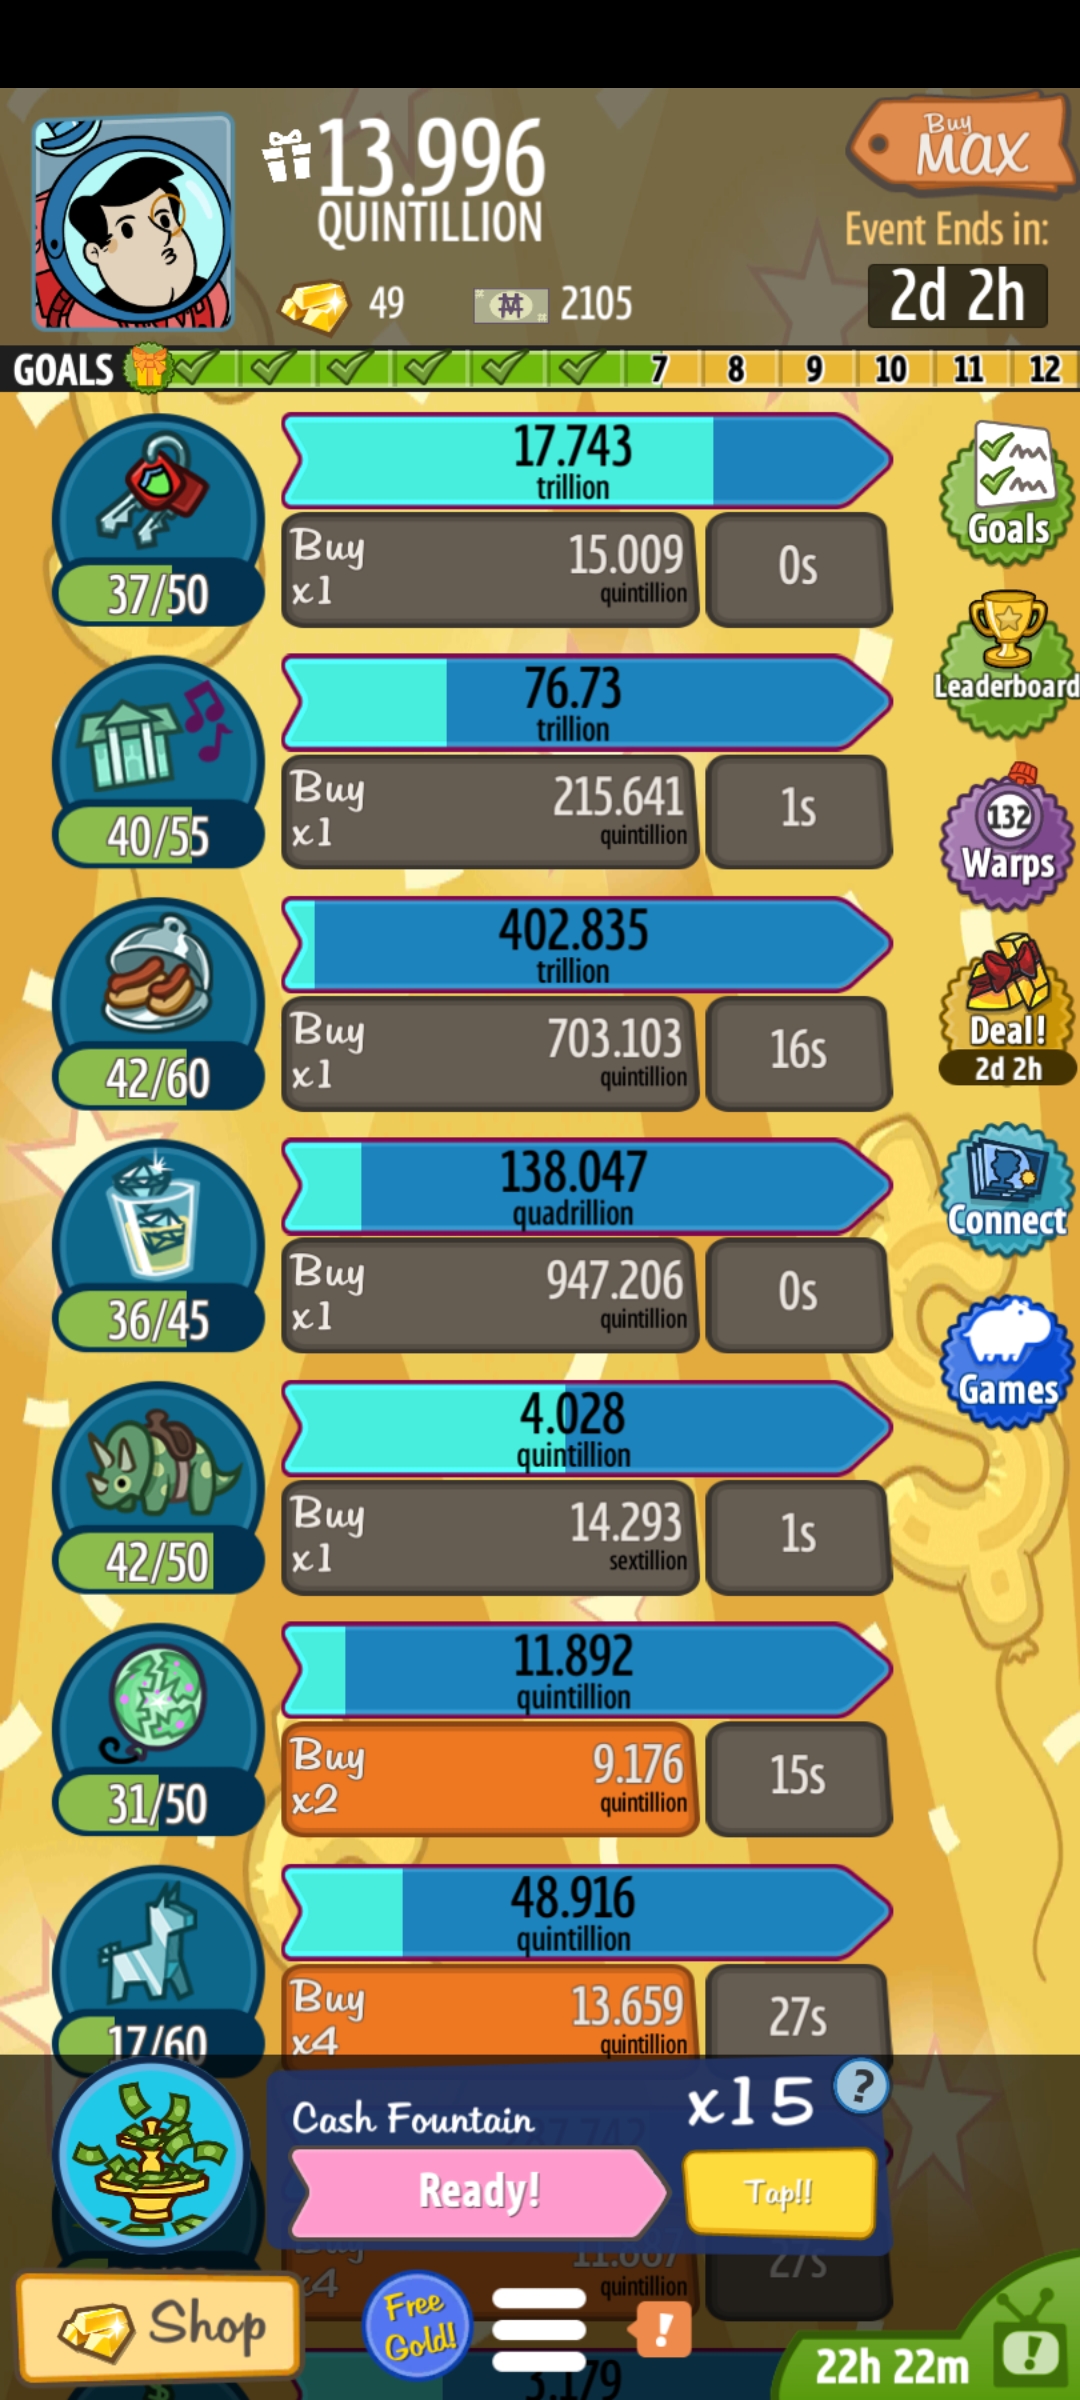 13.996
QUINTILLION
49
2105
Buy
MAX
Event Ends in:
2d 2h
GOALS
7 8 9 10 11 12
17.743
trillion
37/50
Buy
x1
15.009
quintillion
0s
Goals
76.73
trillion
40/55
Buy
x1
215.641
quintillion
1s
Leaderboard
132
Warps
402.835
trillion
42/60
Buy
x1
703.103
quintillion
16s
Deal!
2d 2h
138.047
quadrillion
36/45
Buy
x1
947.206
quintillion
0s
Connect
Games
4.028
quintillion
42/50
Buy
x1
14.293
sextillion
1s
11.892
quintillion
31/50
Buy
x2
9.176
quintillion
15s
48.916
quintillion
17/60
Buy
x4
13.659
quintillion
27s
Cash Fountain
x15
?
Ready!
Tap!!
x4
quintillion
27s
Shop
Free
Gold!
!
3.179
22h 22m
!